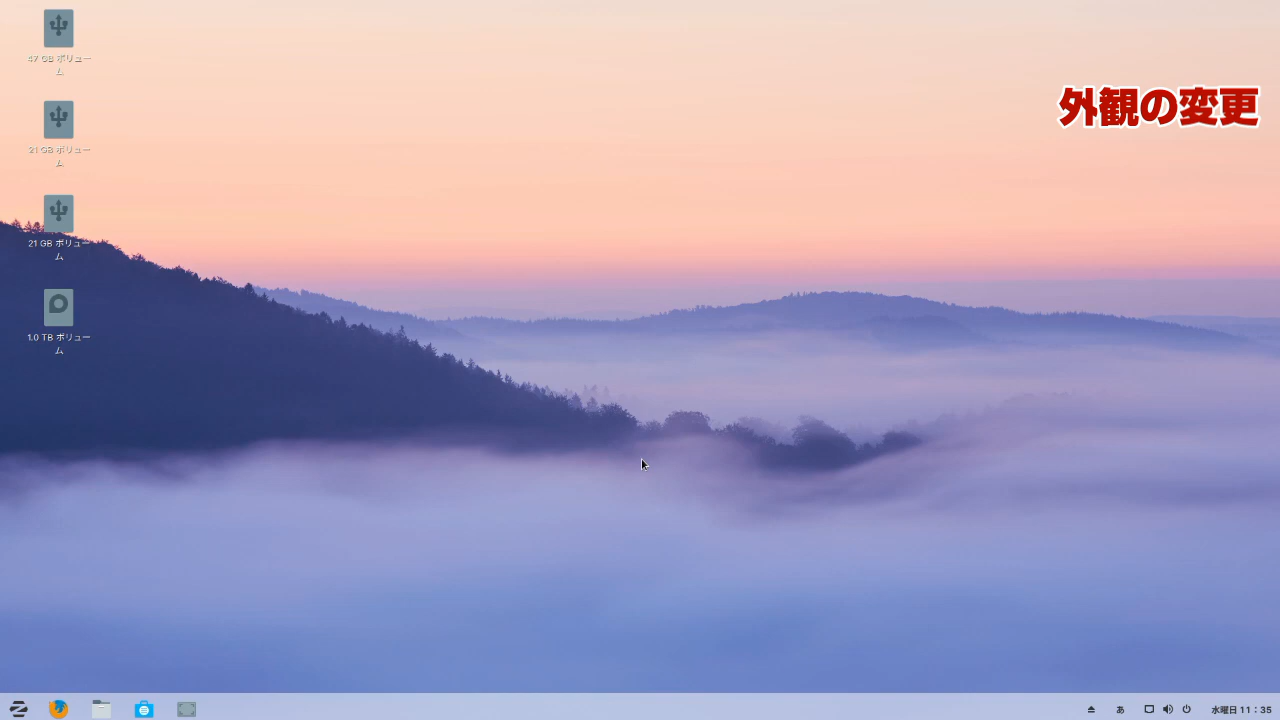 47 GB ボリュー
ム
外観の変更
21 GB ボリュー
ム
21 GB ボリュー
ム
1.0 TB ボリュー
ム
あ
水曜日 11：35